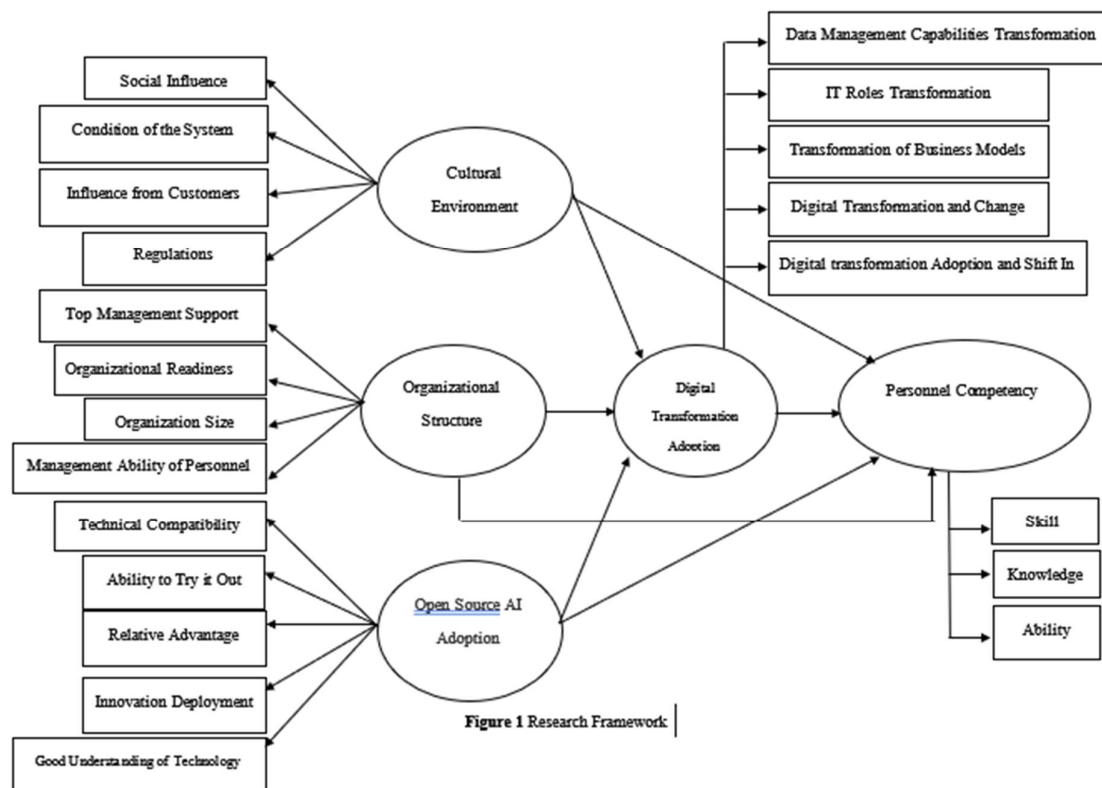 Data Management Capabilities Transformation
Social Influence
IT Roles Transformation
Condition of the System
Transformation of Business Models
Cultural
Environment
Influence from Customers
Digital Transformation and Change
Regulations
Digital transformation Adoption and Shift In
Top Management Support
Organizational Readiness
Organizational
Structure
Digital
Transformation
Adoption
Personnel Competency
Organization Size
Management Ability of Personnel
Technical Compatibility
Skill
Ability to Try it Out
Knowledge
Open Source AI
Adoption
Relative Advantage
Ability
Innovation Deployment
Figure 1 Research Framework
Good Understanding of Technology